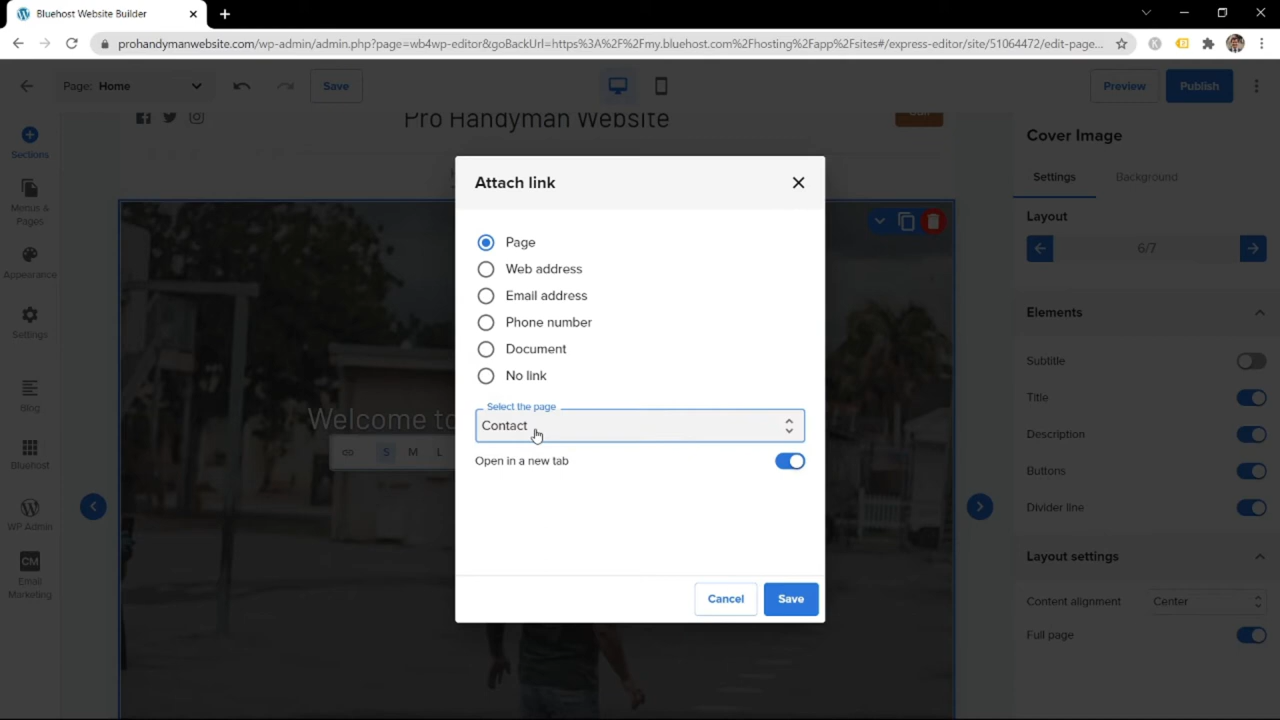 Bluehost Website Builder
prohandymanwebsite.com/wp-admin/admin.php?page=wb4wp-editor&goBackUrl=https%3A%2F%2Fmy.bluehost.com%2Fhosting%2Fapp%2Fsites#/express-editor/site/51064472/edit-page...
Page: Home
Save
Preview
Publish
Sections
Menus &
Pages
Appearance
Settings
Blog
Bluehost
WP Admin
CM
Email
Marketing
Pro Handyman Website
Welcome to
S M L
Attach link
Page
Web address
Email address
Phone number
Document
No link
Select the page
Contact
Open in a new tab
Cancel
Save
Cover Image
Settings
Background
Layout
6/7
Elements
Subtitle
Title
Description
Buttons
Divider line
Layout settings
Content alignment
Center
Full page